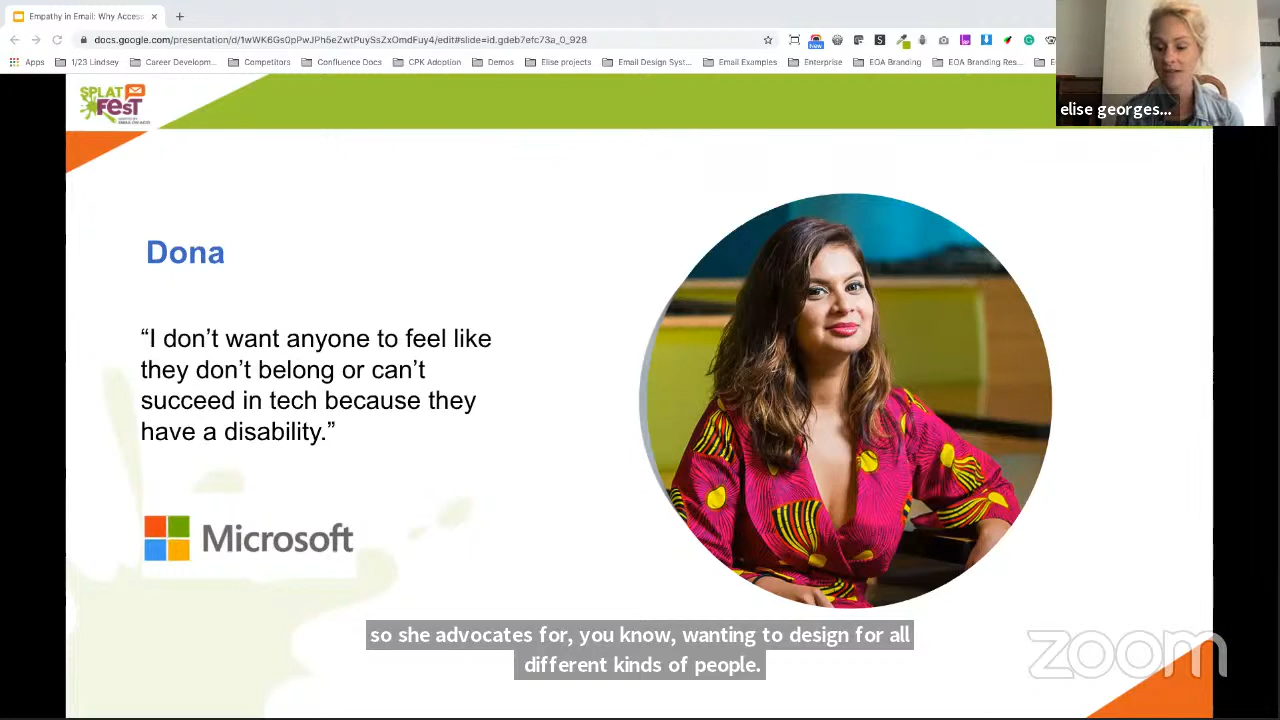 Empathy in Email: Why Access
docs.google.com/presentation/d/1wWK6Gs0pPwJPh5eZwtPuySsZxOmdFuy4/edit#slide=id.gdeb7efc73a_0_928
New
Apps
1/23 Lindsey
Career Develom...
Competitors
Confluence Docs
CPK Adoption
Demos
Elise projects
Email Design Syst...
Email Examples
Enterprise
EOA Branding
EOA Branding Res...
elise georges...
SPLAT
FeST
Dona
“I don’t want anyone to feel like
they don’t belong or can’t
succeed in tech because they
have a disability.”
Microsoft
so she advocates for, you know, wanting to design for all
different kinds of people.
zoom